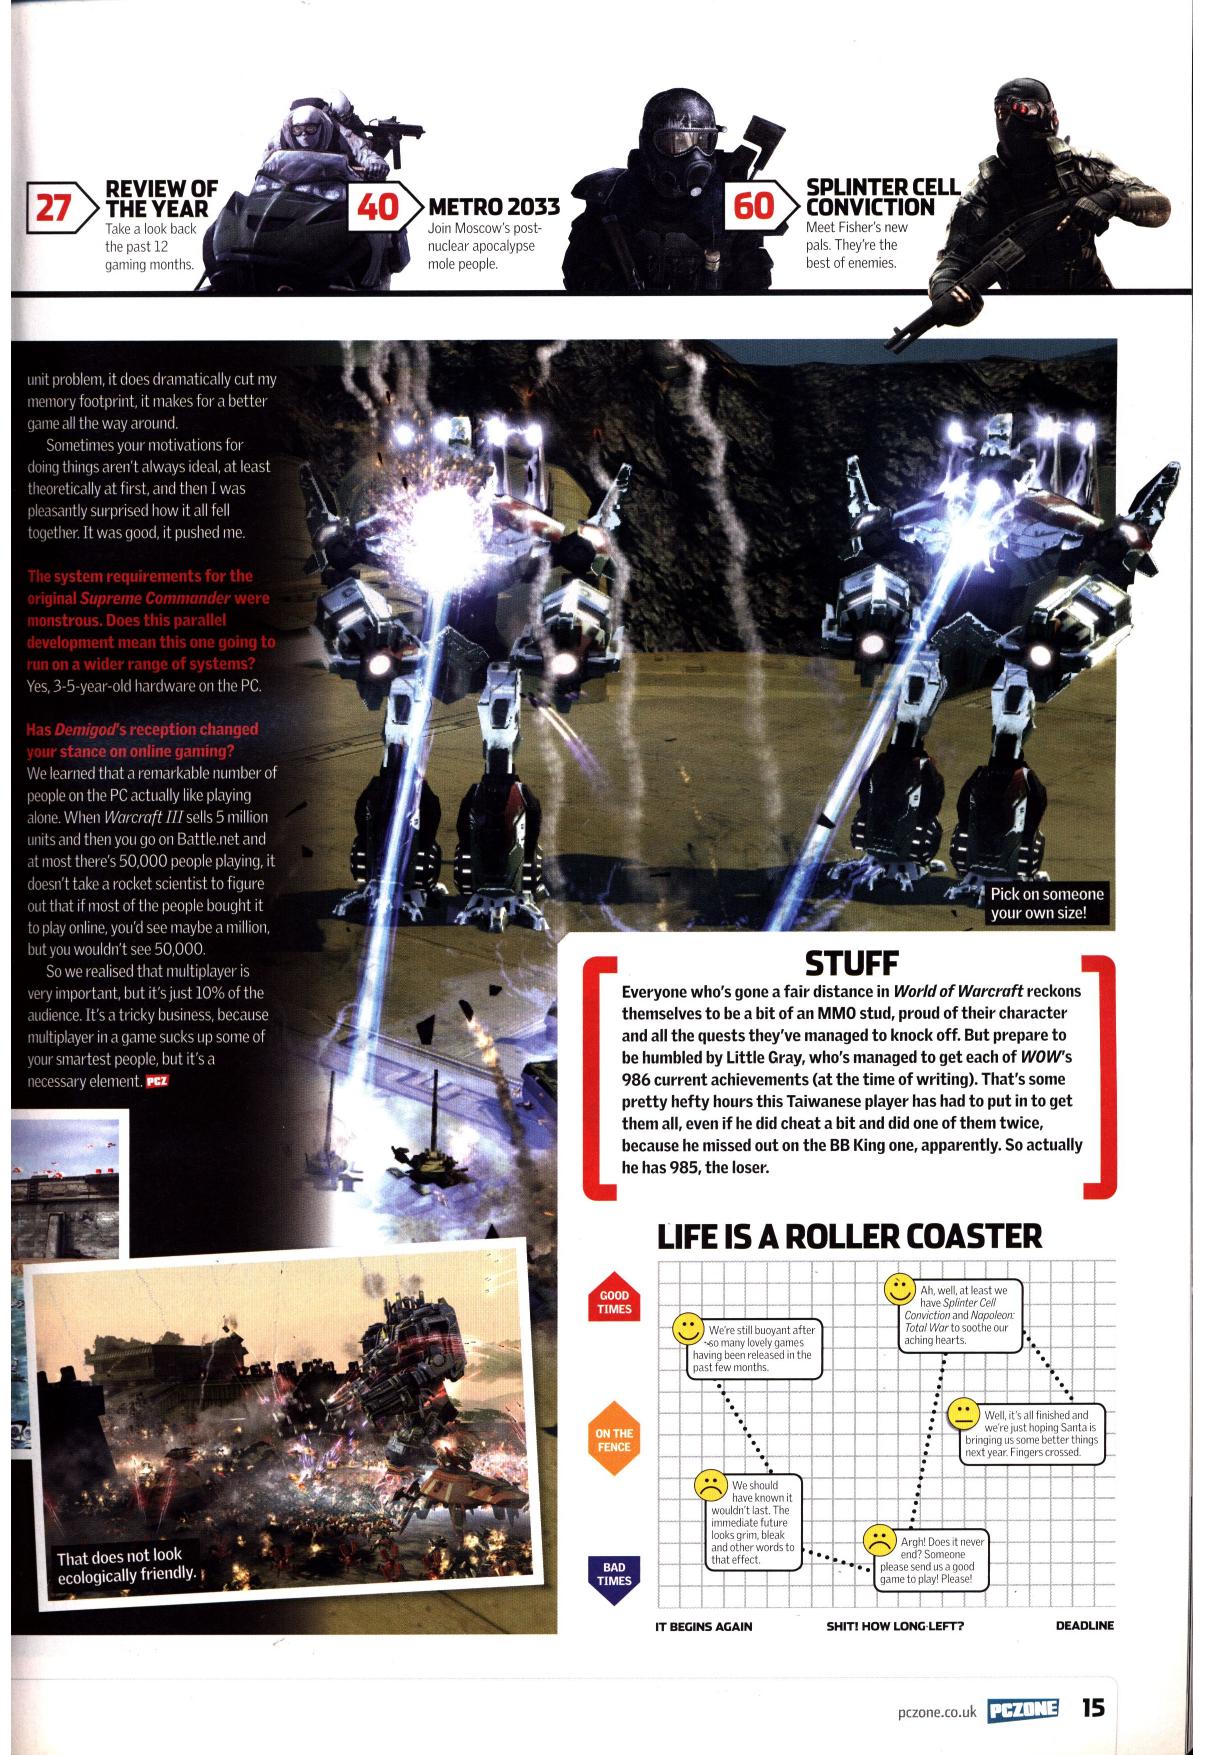 27
REVIEW OF
THE YEAR
Take a look back
the past 12
gaming months.
40
METRO 2033
Join Moscow's post-
nuclear apocalypse
mole people.
60
SPLINTER CELL
CONVICTION
Meet Fisher's new
pals. They're the
best of enemies.
unit problem, it does dramatically cut my
memory footprint, it makes for a better
game all the way around.
Sometimes your motivations for
doing things aren't always ideal, at least
theoretically at first, and then I was
pleasantly surprised how it all fell
together. It was good, it pushed me.
The system requirements for the
original Supreme Commander were
monstrous. Does this parallel
development mean this one going to
run on a wider range of systems?
Yes, 3-5-year-old hardware on the PC.
Has Demigod's reception changed
your stance on online gaming?
We learned that a remarkable number of
people on the PC actually like playing
alone. When Warcraft III sells 5 million
units and then you go on Battle.net and
at most there's 50,000 people playing, it
doesn't take a rocket scientist to figure
out that if most of the people bought it
to play online, you'd see maybe a million,
but you wouldn't see 50,000.
So we realised that multiplayer is
very important, but it's just 10% of the
audience. It's a tricky business, because
multiplayer in a game sucks up some of
your smartest people, but it's a
necessary element. PCZ
Pick on someone
your own size!
That does not look
ecologically friendly.
STUFF
Everyone who's gone a fair distance in World of Warcraft reckons
themselves to be a bit of an MMO stud, proud of their character
and all the quests they've managed to knock off. But prepare to
be humbled by Little Gray, who's managed to get each of WOW's
986 current achievements (at the time of writing). That's some
pretty hefty hours this Taiwanese player has had to put in to get
them all, even if he did cheat a bit and did one of them twice,
because he missed out on the BB King one, apparently. So actually
he has 985, the loser.
LIFE IS A ROLLER COASTER
GOOD
TIMES
ON THE
FENCE
BAD
TIMES
We're still buoyant after
so many lovely games
having been released in the
past few months.
We should
have known it
wouldn't last. The
immediate future
looks grim, bleak
and other words to
that effect.
Argh! Does it never
end? Someone
please send us a good
game to play! Please!
Ah, well, at least we
have Splinter Cell
Conviction and Napoleon:
Total War to soothe our
aching hearts.
Well, it's all finished and
we're just hoping Santa is
bringing us some better things
next year. Fingers crossed.
IT BEGINS AGAIN
SHIT! HOW LONG LEFT?
DEADLINE
pczone.co.uk PCZONE 15